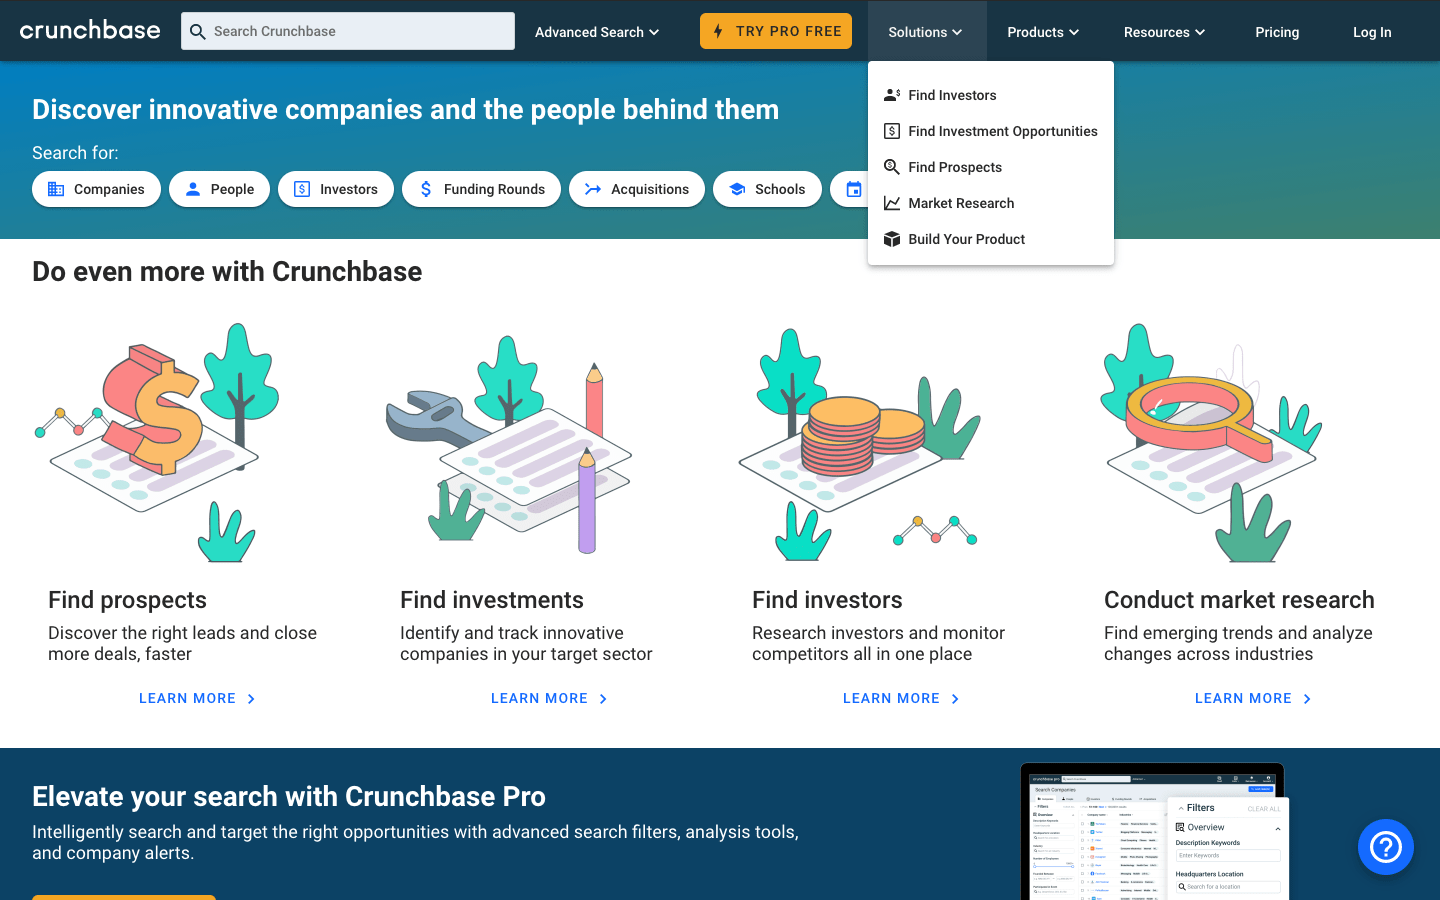 crunchbase
Search Crunchbase
Advanced Search
TRY PRO FREE
Solutions
Products
Resources
Pricing
Log In
Find Investors
Find Investment Opportunities
Find Prospects
Market Research
Build Your Product
Discover innovative companies and the people behind them
Search for:
Companies
People
Investors
Funding Rounds
Acquisitions
Schools
Do even more with Crunchbase
Find prospects
Discover the right leads and close
more deals, faster
LEARN MORE
Find investments
Identify and track innovative
companies in your target sector
LEARN MORE
Find investors
Research investors and monitor
competitors all in one place
LEARN MORE
Conduct market research
Find emerging trends and analyze
changes across industries
LEARN MORE
Elevate your search with Crunchbase Pro
Intelligently search and target the right opportunities with advanced search filters, analysis tools,
and company alerts.
crunchbase pro
Search Companies
Filters
Overview
Filters
CLEAR ALL
Overview
Description Keywords
Enter Keywords
Headquarters Location
Search for a location